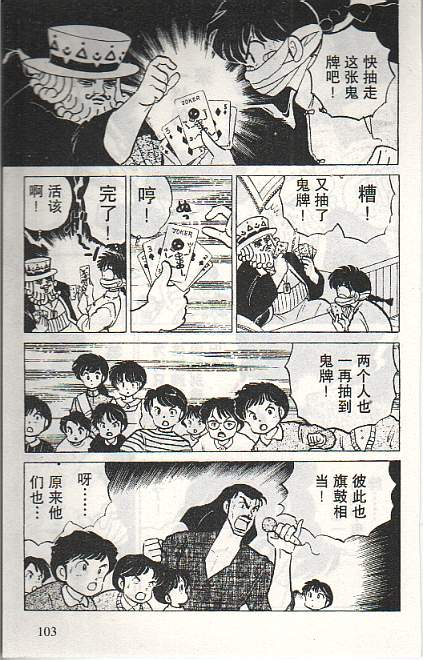 快抽走
这张鬼
牌吧！
JOKER
糟！
又抽了
鬼牌！
哼！
ぬっ
JOKER
完了！
活该
啊！
两个人也
一再抽到
鬼牌！
彼此也
旗鼓相
当！
呀……
原来他
们也…
103